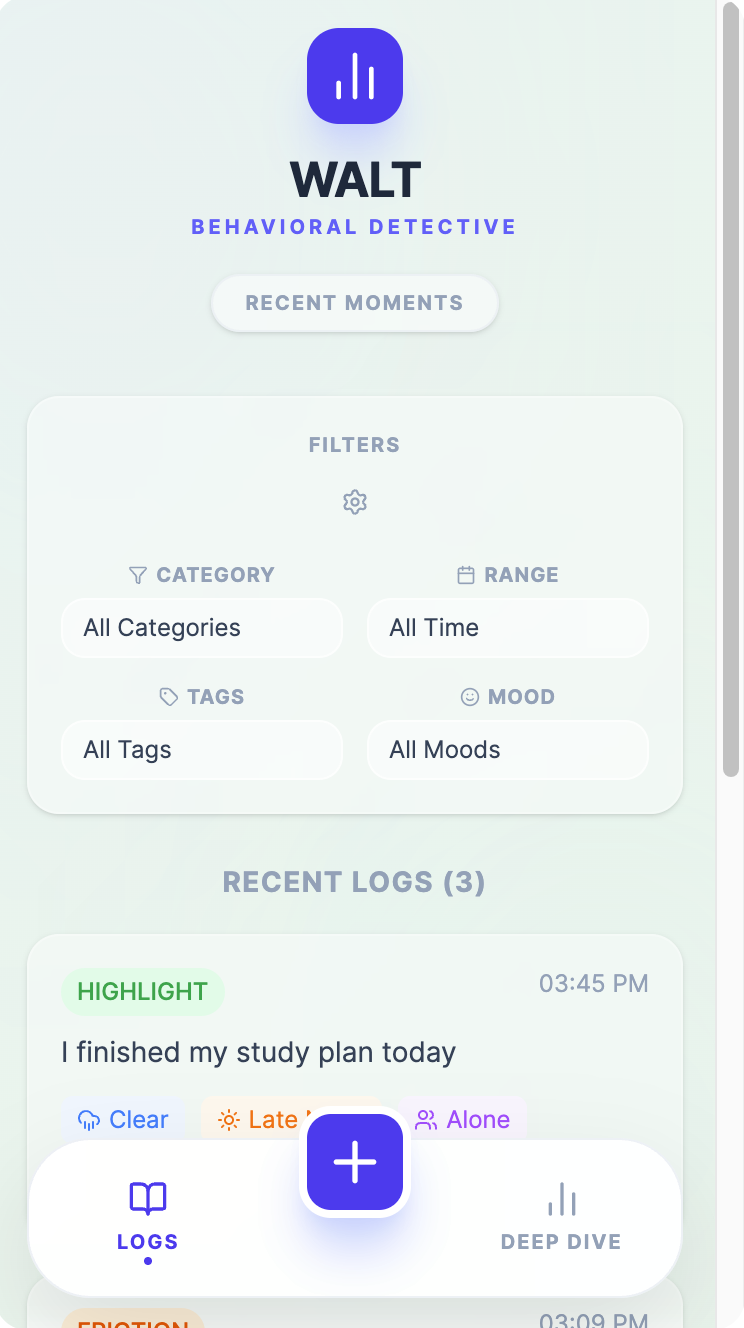 WALT
BEHAVIORAL DETECTIVE
RECENT MOMENTS
FILTERS
CATEGORY
RANGE
All Categories
All Time
TAGS
MOOD
All Tags
All Moods
RECENT LOGS (3)
HIGHLIGHT
03:45 PM
I finished my study plan today
Clear
Late
Alone
LOGS
DEEP DIVE
FRICTION
03:09 PM